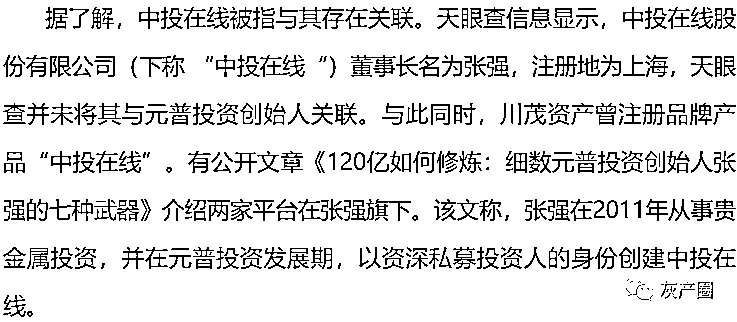 据了解，中投在线被指与其存在关联。天眼查信息显示，中投在线股
份有限公司（下称 “中投在线“）董事长名为张强，注册地为上海，天眼
查并未将其与元普投资创始人关联。与此同时，川茂资产曾注册品牌产
品“中投在线”。有公开文章《120亿如何修炼：细数元普投资创始人张
强的七种武器》介绍两家平台在张强旗下。该文称，张强在2011年从事贵
金属投资，并在元普投资发展期，以资深私募投资人的身份创建中投在
线。
灰产圈